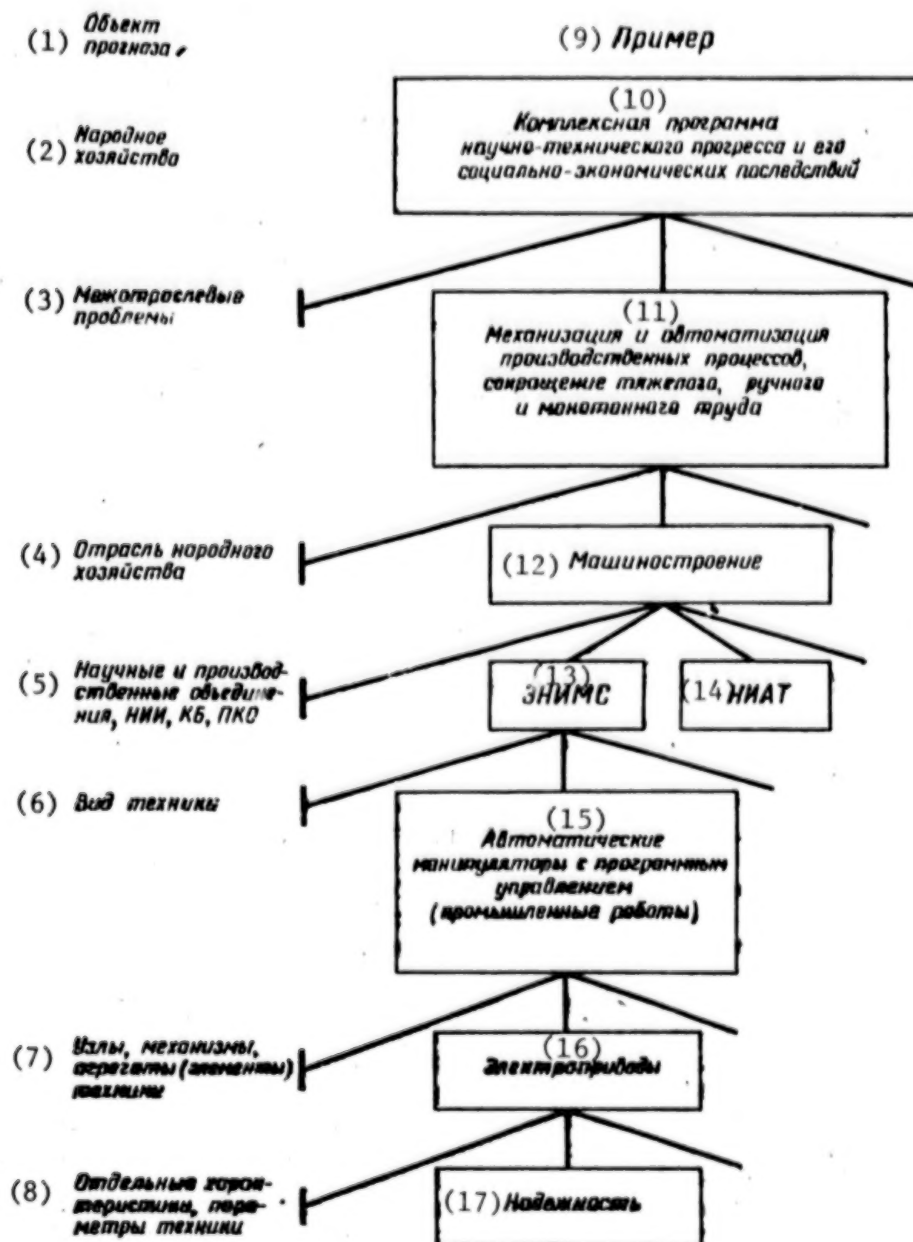 (1) Объект
прогноза
(9) Пример
(2) Народное
хозяйство
(10)
Комплексная программа
научно-технического прогресса и его
социально-экономических последствий
(3) Межотраслевые
проблемы
(11)
Механизация и автоматизация
производственных процессов,
сокращение тяжелого, ручного
и монотонного труда
(4) Отрасль народного
хозяйства
(12) Машиностроение
(5) Научные и производ-
ственные объедине-
ния, НИИ, КБ, ПКО
(13)
ЭНИМС
(14) НИАТ
(6) Вид техники
(15)
Автоматические
манипуляторы с программным
управлением
(промышленные роботы)
(7) Узлы, механизмы,
агрегаты (элементы)
техники
(16)
Электроприводы
(8) Отдельные харак-
теристики, пара-
метры техники
(17) Надежность